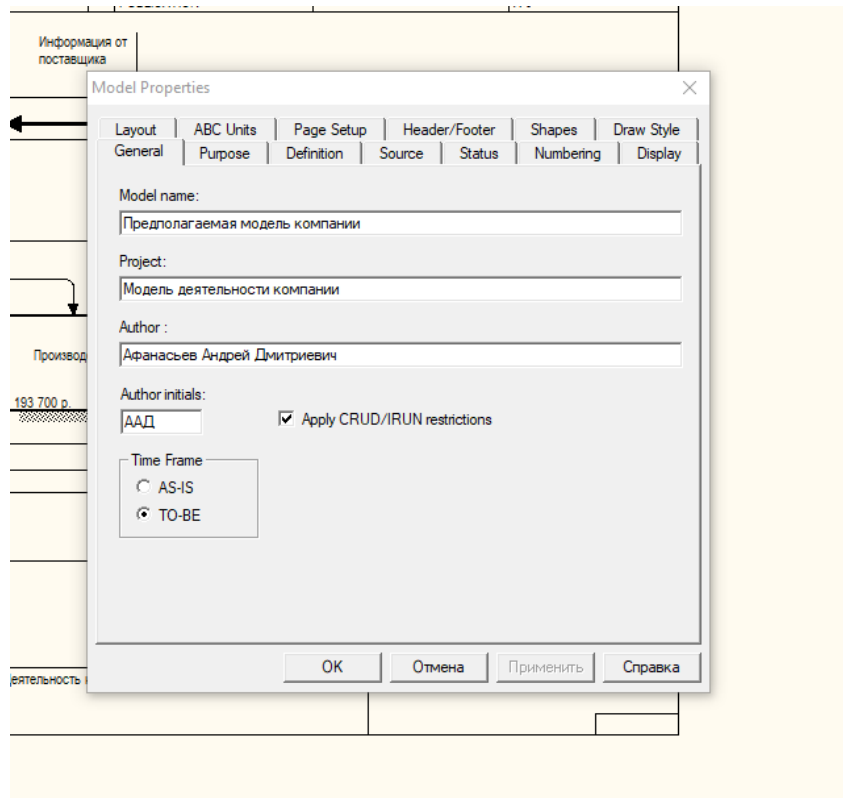 Информация от
поставщика
Model Properties
Layout ABC Units Page Setup Header/Footer Shapes Draw Style
General Purpose Definition Source Status Numbering Display
Model name:
Предполагаемая модель компании
Project:
Модель деятельности компании
Author :
Афанасьев Андрей Дмитриевич
Производ
193 700 р.
Author initials:
ААД
Apply CRUD/IRUN restrictions
Time Frame
AS-IS
TO-BE
OK Отмена Применить Справка
еятельность